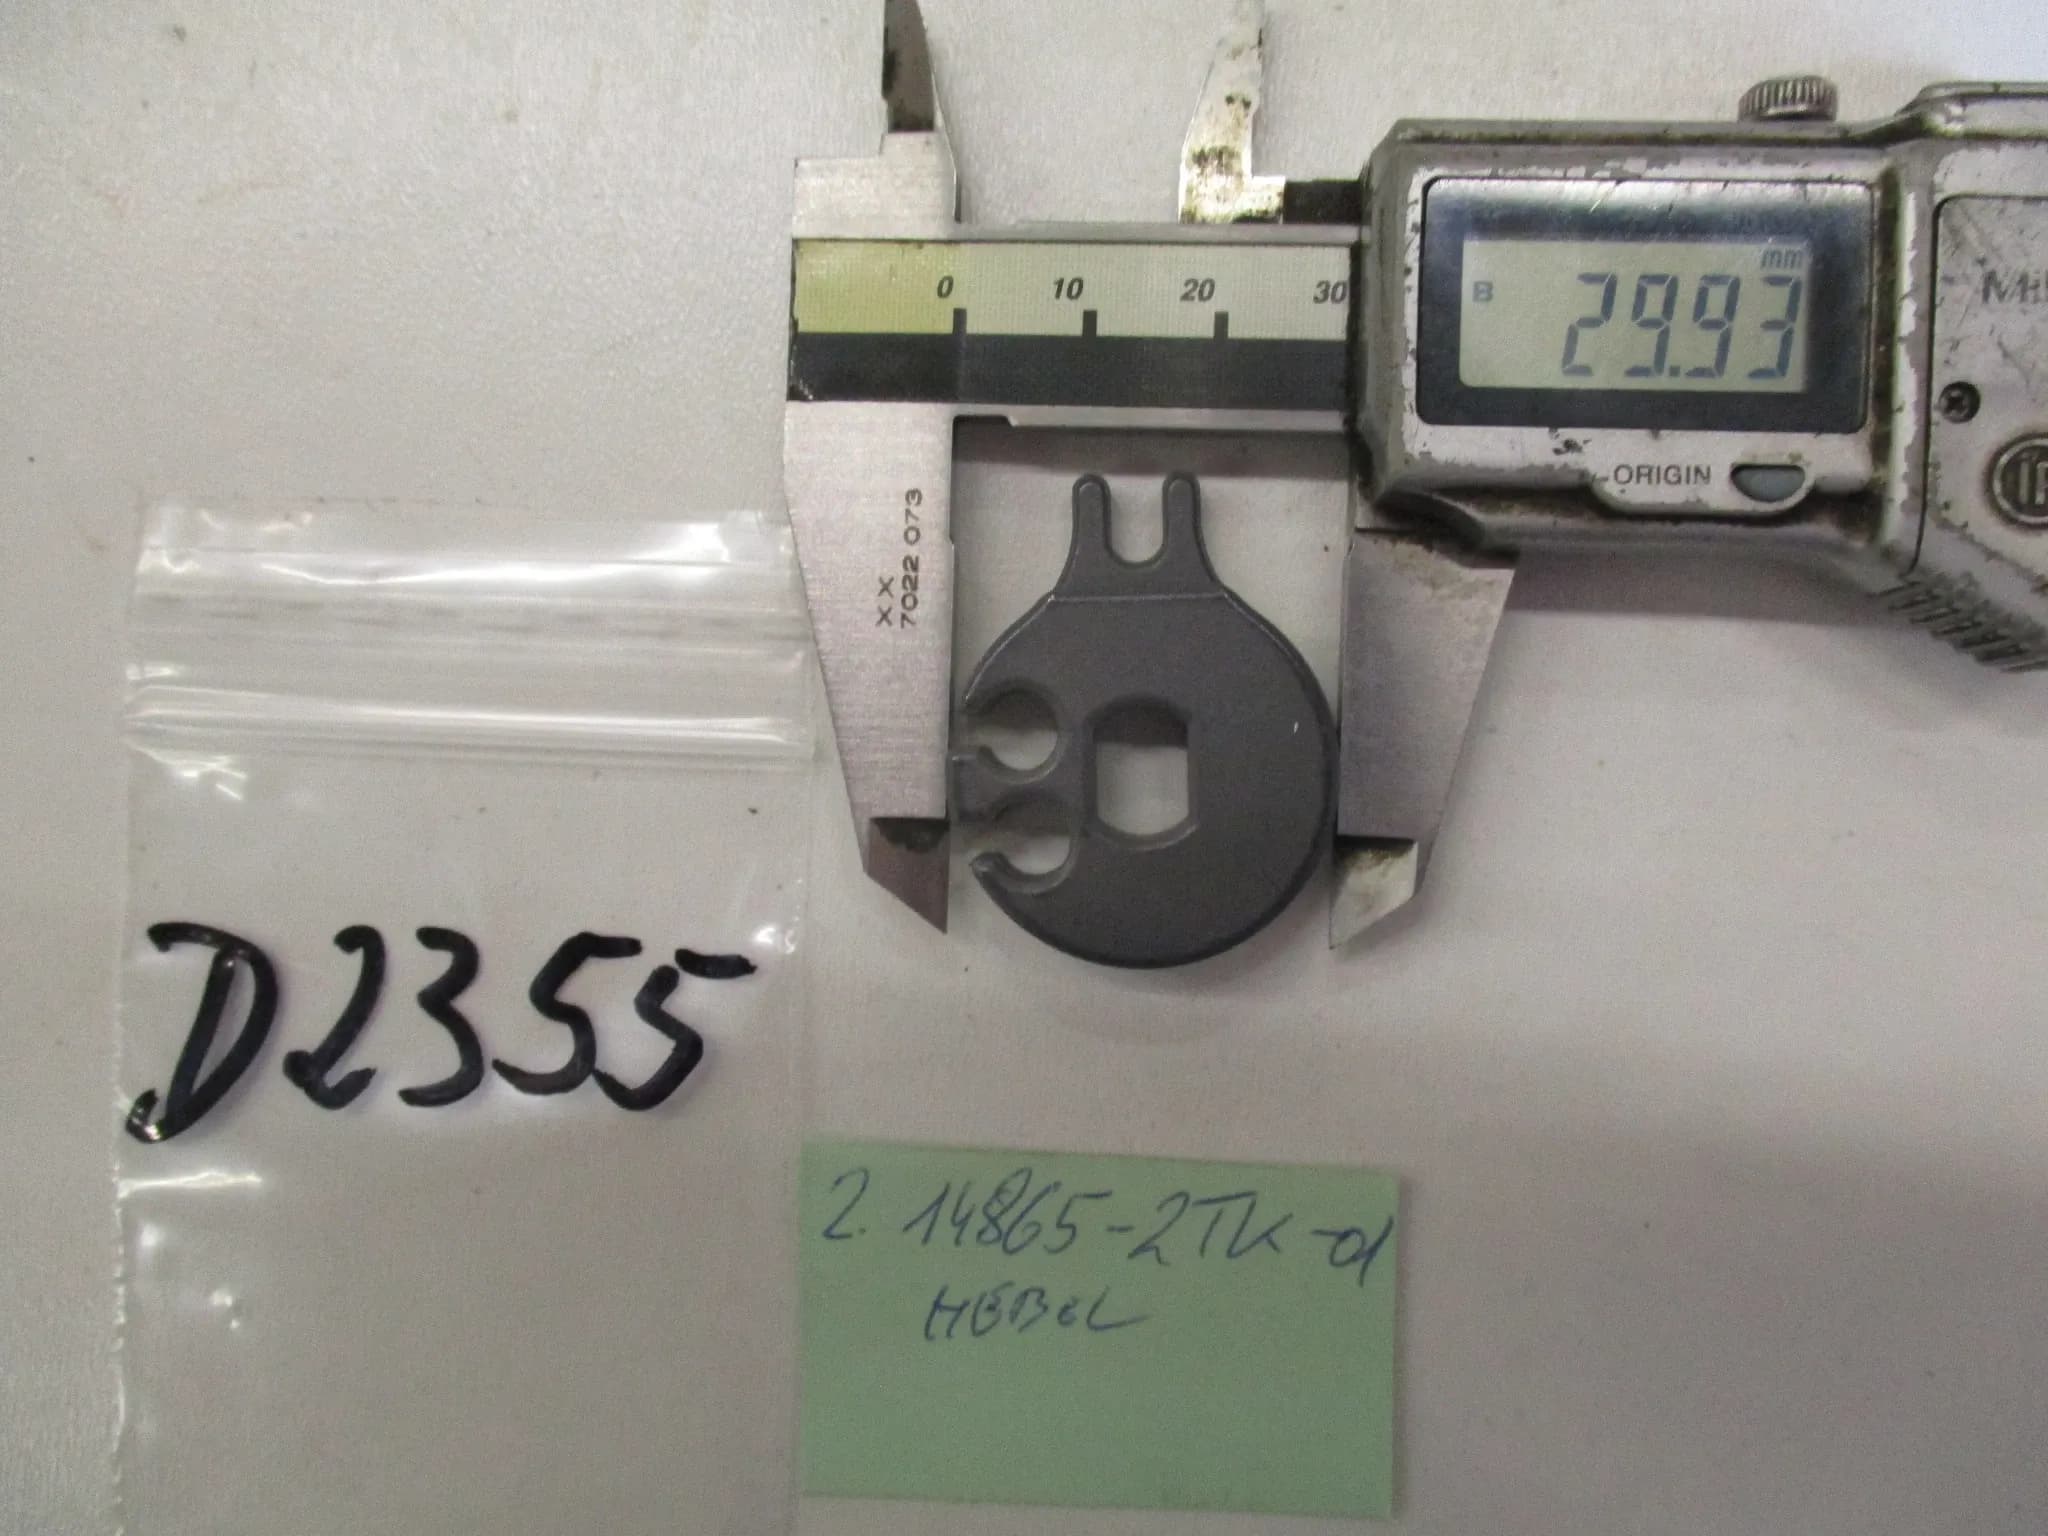 0 10 20 30
mm
B 29.93
ORIGIN
XX
7022 073
D2355
2. 14865-2TK-01
HEBEL